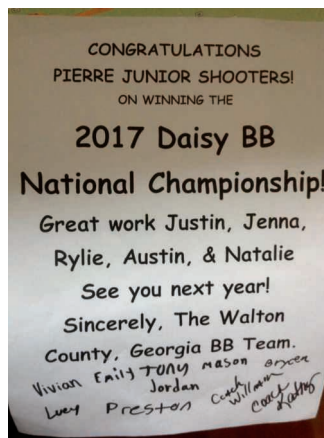 CONGRATULATIONS
PIERRE JUNIOR SHOOTERS!
ON WINNING THE
2017 Daisy BB
National Championship!
Great work Justin, Jenna,
Rylie, Austin, & Natalie
See you next year!
Sincerely, The Walton
County, Georgia BB Team.
Vivian Emily TONY Mason Brycen
Jordan
Lucy Preston Coach Willmon Coach